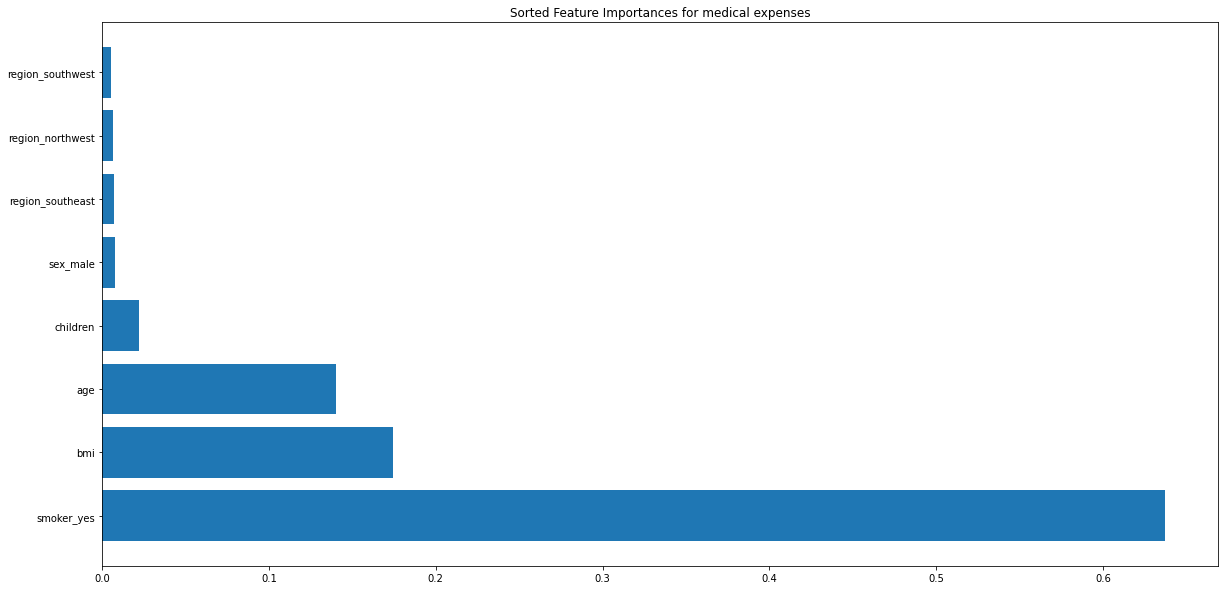 Sorted Feature Importances for medical expenses
region_southwest
region_northwest
region_southeast
sex_male
children
age
bmi
smoker_yes
0.0 0.1 0.2 0.3 0.4 0.5 0.6